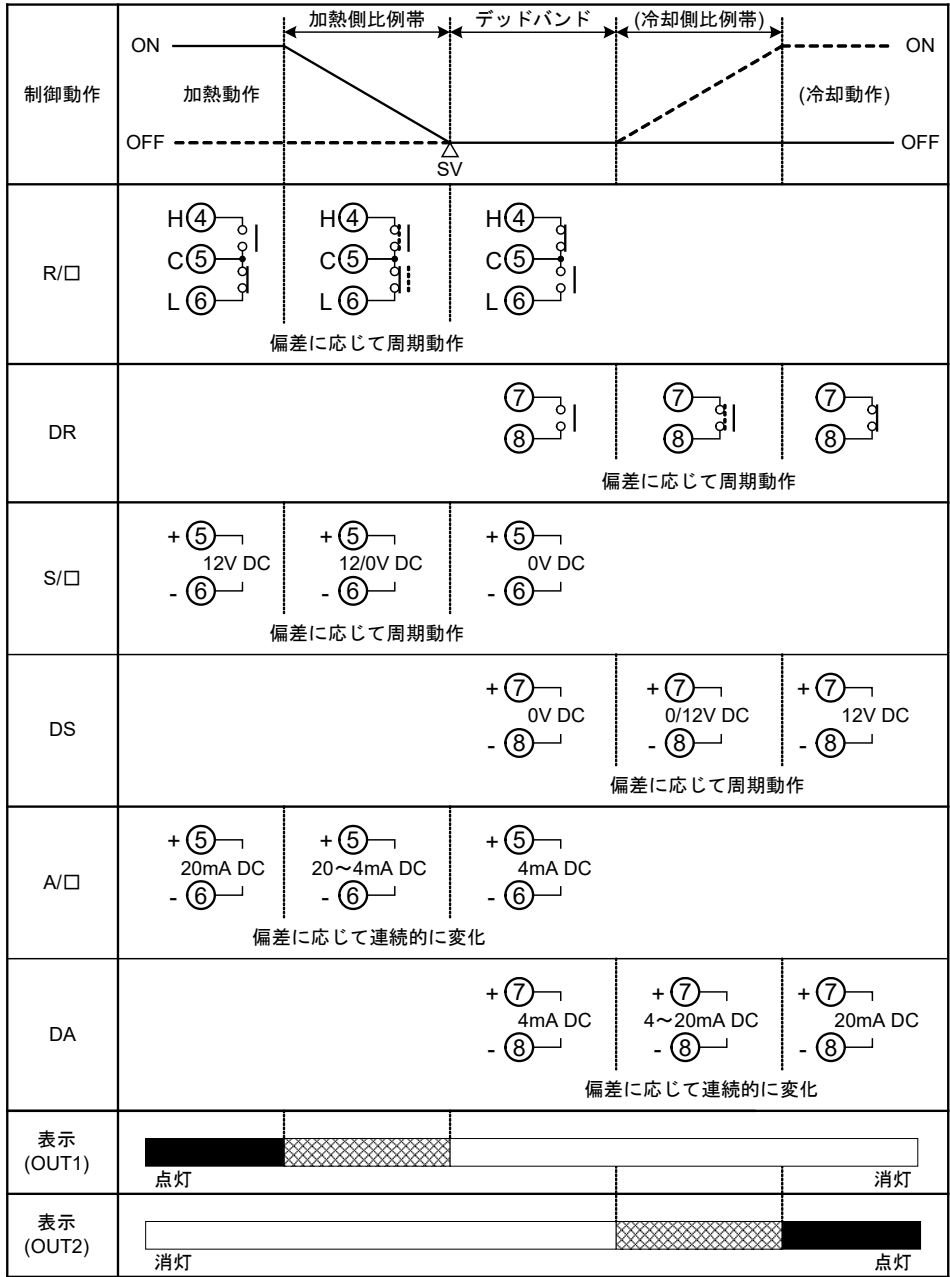 加熱側比例帯 デッドバンド (冷却側比例帯)
ON ON
制御動作 加熱動作 (冷却動作)
OFF OFF
SV
R/□
H④ H④ H④
C⑤ C⑤ C⑤
L⑥ L⑥ L⑥
偏差に応じて周期動作
DR
⑦ ⑦ ⑦
⑧ ⑧ ⑧
偏差に応じて周期動作
S/□
+⑤ +⑤ +⑤
12V DC 12/0V DC 0V DC
-⑥ -⑥ -⑥
偏差に応じて周期動作
DS
+⑦ +⑦ +⑦
0V DC 0/12V DC 12V DC
-⑧ -⑧ -⑧
偏差に応じて周期動作
A/□
+⑤ +⑤ +⑤
20mA DC 20～4mA DC 4mA DC
-⑥ -⑥ -⑥
偏差に応じて連続的に変化
DA
+⑦ +⑦ +⑦
4mA DC 4～20mA DC 20mA DC
-⑧ -⑧ -⑧
偏差に応じて連続的に変化
表示
(OUT1)
点灯 消灯
表示
(OUT2)
消灯 点灯